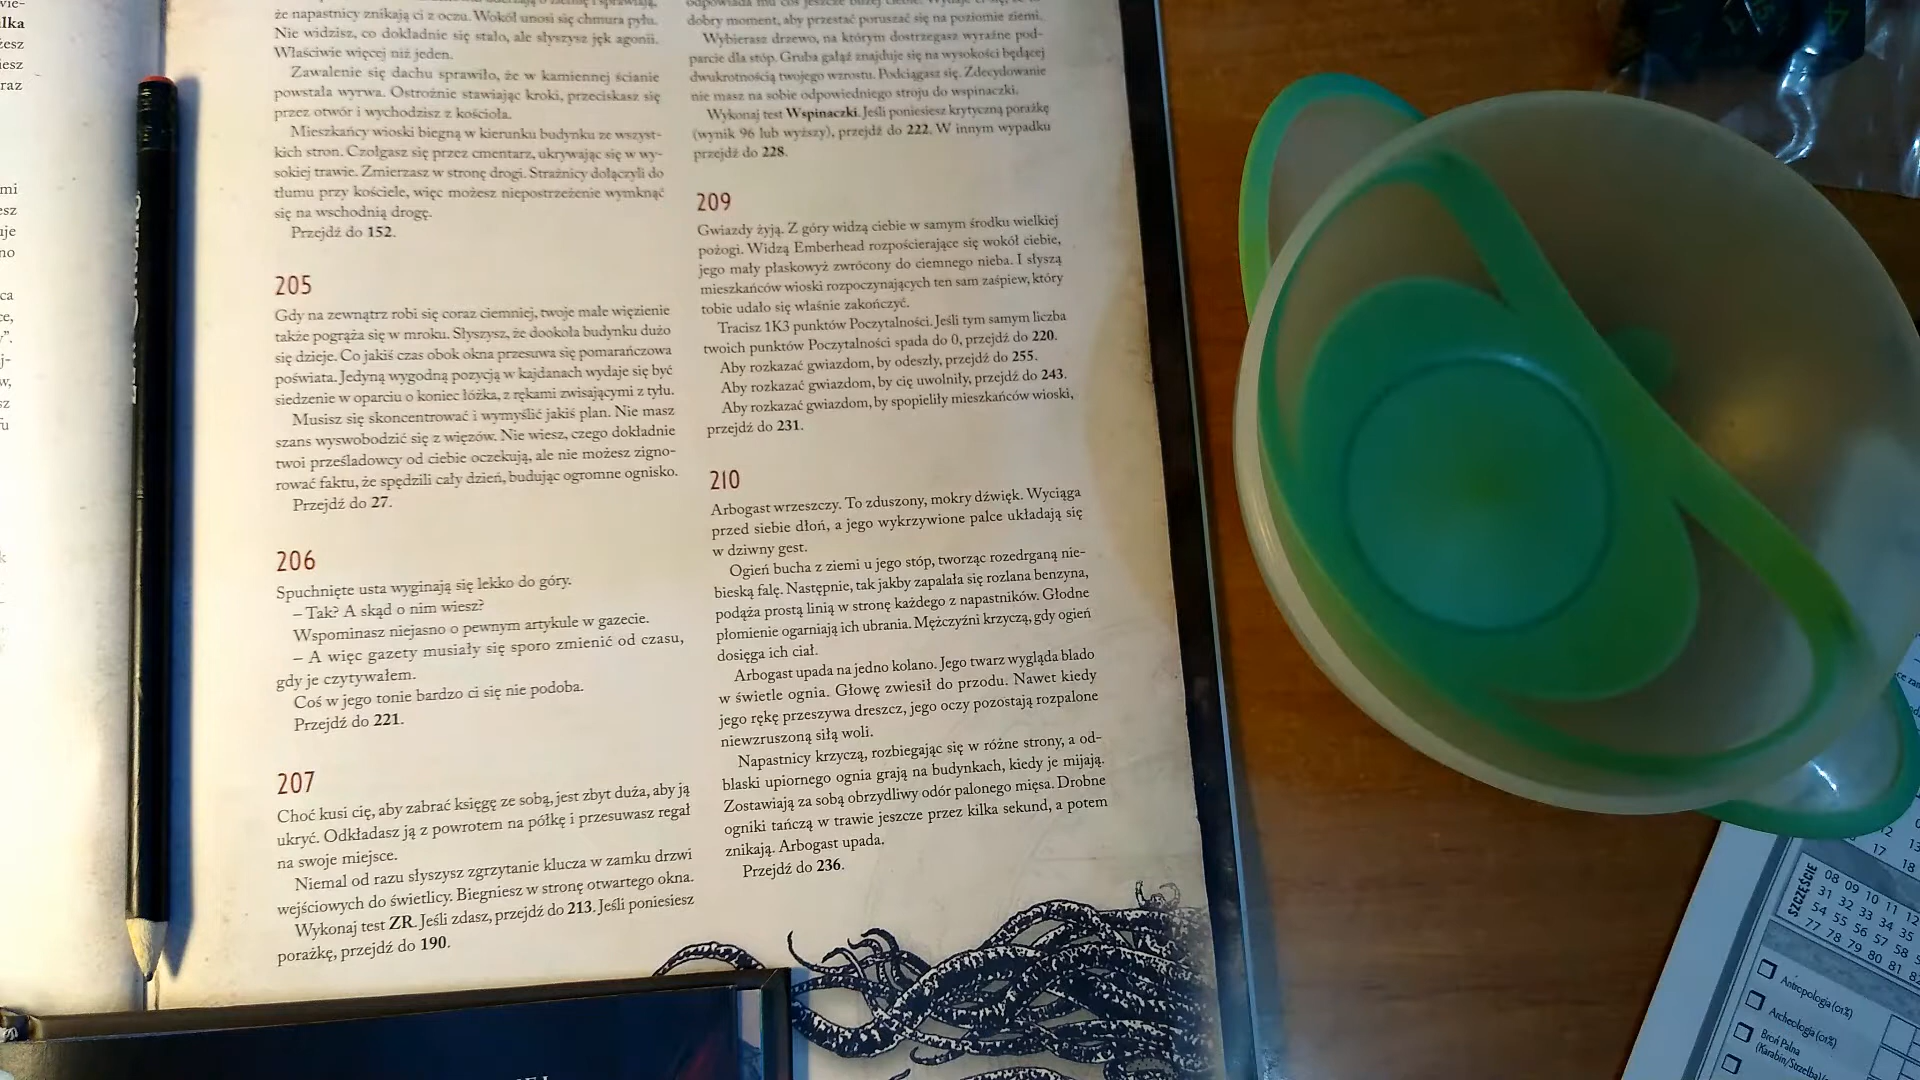 że napastnicy znikają ci z oczu. Wokół unosi się chmura pyłu.
Nie widzisz, co dokładnie się stało, ale słyszysz jęk agonii.
Właściwie więcej niż jeden.
Zawalenie się dachu sprawiło, że w kamiennej ścianie
powstała wyrwa. Ostrożnie stawiając kroki, przeciskasz się
przez otwór i wychodzisz z kościoła.
Mieszkańcy wioski biegną w kierunku budynku ze wszyst-
kich stron. Czołgasz się przez cmentarz, ukrywając się w wy-
sokiej trawie. Zmierzasz w stronę drogi. Strażnicy dołączyli do
tłumu przy kościele, więc możesz niepostrzeżenie wymknąć
się na wschodnią drogę.
Przejdź do 152.
205
Gdy na zewnątrz robi się coraz ciemniej, twoje małe więzienie
także pogrąża się w mroku. Słyszysz, że dookoła budynku dużo
się dzieje. Co jakiś czas obok okna przesuwa się pomarańczowa
poświata. Jedyną wygodną pozycją w kajdanach wydaje się być
siedzenie w oparciu o koniec łóżka, z rękami zwisającymi z tyłu.
Musisz się skoncentrować i wymyślić jakiś plan. Nie masz
szans wyswobodzić się z więzów. Nie wiesz, czego dokładnie
twoi prześladowcy od ciebie oczekują, ale nie możesz zigno-
rować faktu, że spędzili cały dzień, budując ogromne ognisko.
Przejdź do 27.
206
Spuchnięte usta wyginają się lekko do góry.
– Tak? A skąd o nim wiesz?
Wspominasz niejasno o pewnym artykule w gazecie.
– A więc gazety musiały się sporo zmienić od czasu,
gdy je czytywałem.
Coś w jego tonie bardzo ci się nie podoba.
Przejdź do 221.
207
Choć kusi cię, aby zabrać księgę ze sobą, jest zbyt duża, aby ją
ukryć. Odkładasz ją z powrotem na półkę i przesuwasz regał
na swoje miejsce.
Niemal od razu słyszysz zgrzytanie klucza w zamku drzwi
wejściowych do świetlicy. Biegniesz w stronę otwartego okna.
Wykonaj test ZR. Jeśli zdasz, przejdź do 213. Jeśli poniesiesz
porażkę, przejdź do 190.
dobry moment, aby przestać poruszać się na poziomie ziemi.
Wybierasz drzewo, na którym dostrzegasz wyraźne pod-
parcie dla stóp. Gruba gałąź znajduje się na wysokości będącej
dwukrotnością twojego wzrostu. Podciągasz się. Zdecydowanie
nie masz na sobie odpowiedniego stroju do wspinaczki.
Wykonaj test Wspinaczki. Jeśli poniesiesz krytyczną porażkę
(wynik 96 lub wyższy), przejdź do 222. W innym wypadku
przejdź do 228.
209
Gwiazdy żyją. Z góry widzą ciebie w samym środku wielkiej
pożogi. Widzą Emberhead rozpościerające się wokół ciebie,
jego mały płaskowyż zwrócony do ciemnego nieba. I słyszą
mieszkańców wioski rozpoczynających ten sam zaśpiew, który
tobie udało się właśnie zakończyć.
Tracisz 1K3 punktów Poczytalności. Jeśli tym samym liczba
twoich punktów Poczytalności spada do 0, przejdź do 220.
Aby rozkazać gwiazdom, by odeszły, przejdź do 255.
Aby rozkazać gwiazdom, by cię uwolniły, przejdź do 243.
Aby rozkazać gwiazdom, by spopieliły mieszkańców wioski,
przejdź do 231.
210
Arbogast wrzeszczy. To zduszony, mokry dźwięk. Wyciąga
przed siebie dłoń, a jego wykrzywione palce układają się
w dziwny gest.
Ogień bucha z ziemi u jego stóp, tworząc rozedrganą nie-
bieską falę. Następnie, tak jakby zapalała się rozlana benzyna,
podąża prostą linią w stronę każdego z napastników. Głodne
płomienie ogarniają ich ubrania. Mężczyźni krzyczą, gdy ogień
dosięga ich ciał.
Arbogast upada na jedno kolano. Jego twarz wygląda blado
w świetle ognia. Głowę zwiesił do przodu. Nawet kiedy
jego rękę przeszywa dreszcz, jego oczy pozostają rozpalone
niewzruszoną siłą woli.
Napastnicy krzyczą, rozbiegając się w różne strony, a od-
blaski upiornego ognia grają na budynkach, kiedy je mijają.
Zostawiają za sobą obrzydliwy odór palonego mięsa. Drobne
ogniki tańczą w trawie jeszcze przez kilka sekund, a potem
znikają. Arbogast upada.
Przejdź do 236.
SZCZĘŚCIE
08 09 10 11 12
31 32 33 34 35
54 55 56 57 58
77 78 79 80 81
Antropologia (01%)
Archeologia (01%)
Broń Palna